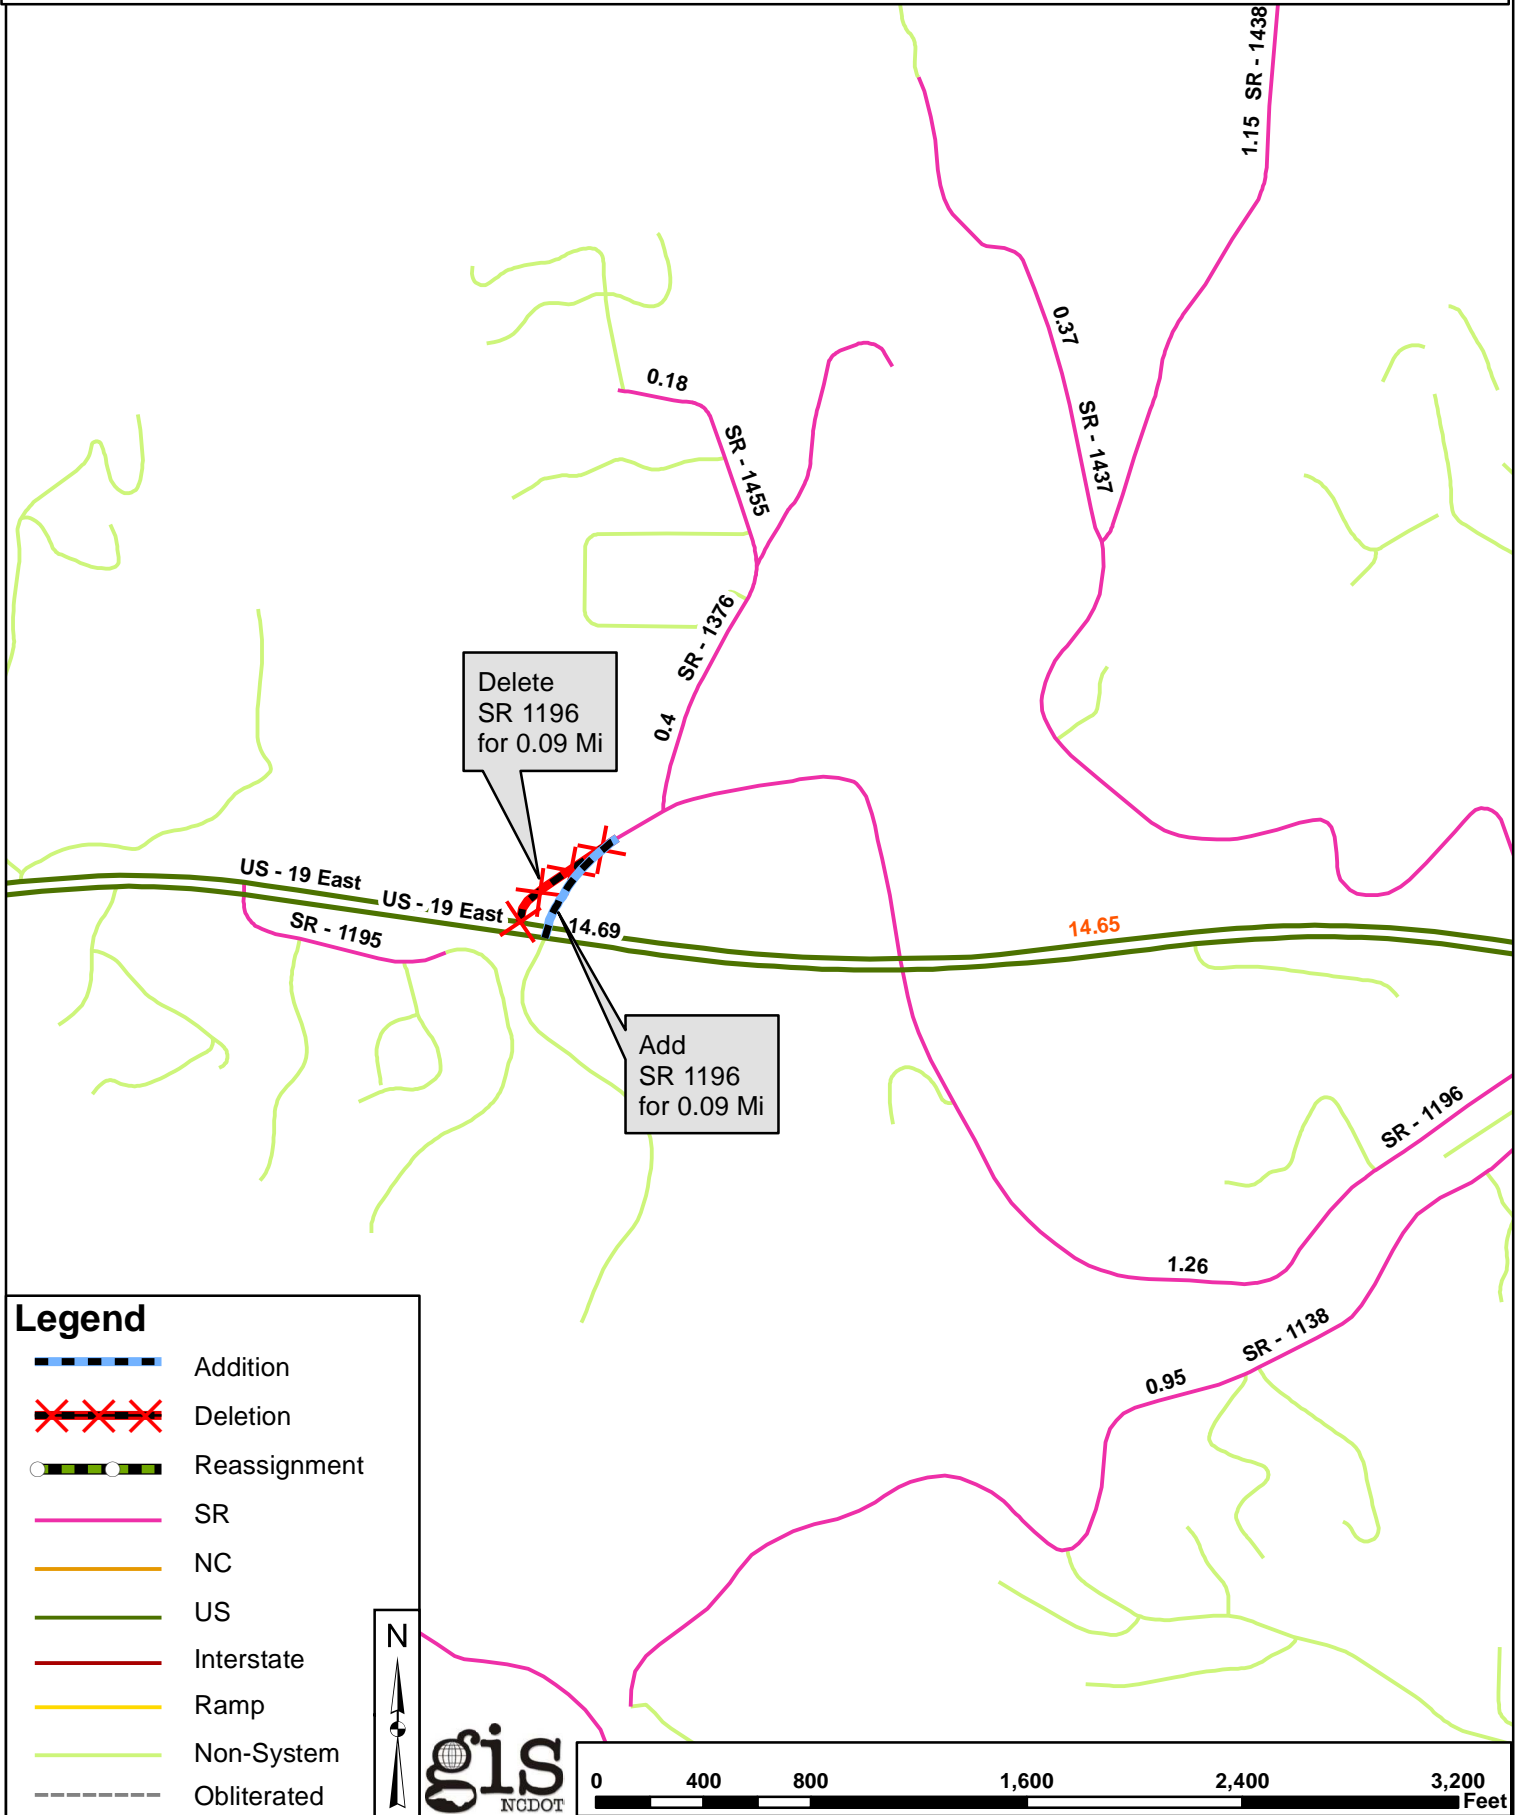 1.15 SR - 1438
0.37
SR - 1437
0.18
SR - 1455
SR - 1376
0.4
Delete
SR 1196
for 0.09 Mi
US - 19 East
US - 19 East
14.69
14.65
SR - 1195
Add
SR 1196
for 0.09 Mi
SR - 1196
1.26
SR - 1138
0.95
Legend
Addition
Deletion
Reassignment
SR
NC
US
Interstate
Ramp
Non-System
Obliterated
N
gis
NCDOT
0 400 800 1,600 2,400 3,200
Feet